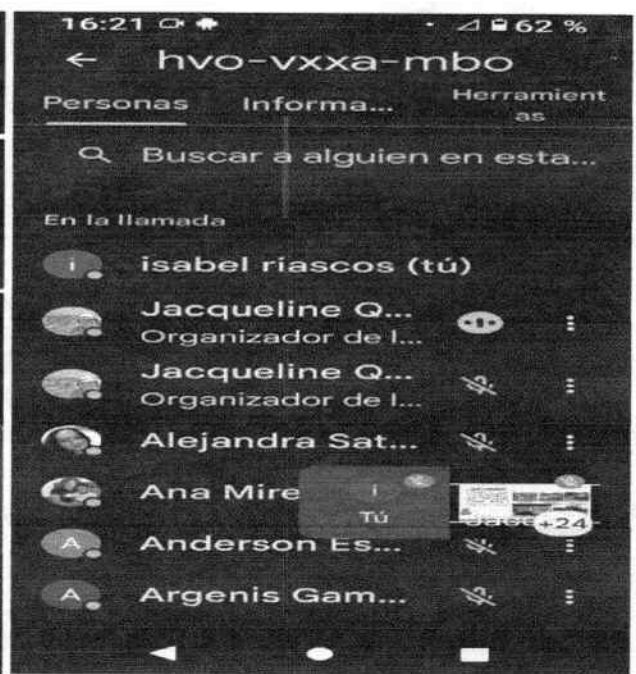 16:21 62 %
hvo-vxxa-mbo
Personas Informa... Herramient
as
Buscar a alguien en esta...
En la llamada
i isabel riascos (tú)
Jacqueline Q...
Organizador de l...
Jacqueline Q...
Organizador de l...
Alejandra Sat...
Ana Mire
i
Tú
+24
A Anderson Es...
A Argenis Gam...